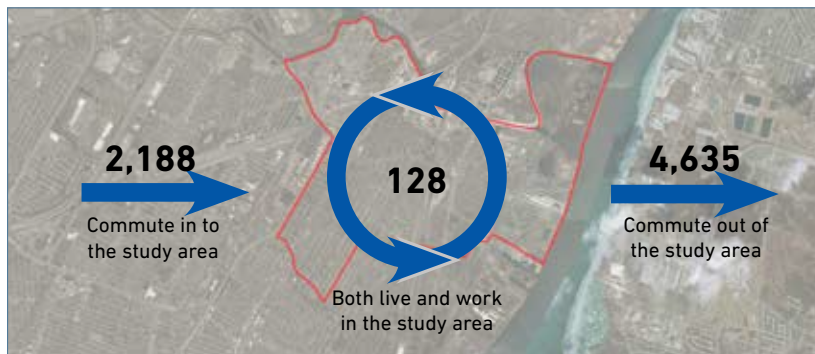 2,188
Commute in to
the study area
128
Both live and work
in the study area
4,635
Commute out of
the study area